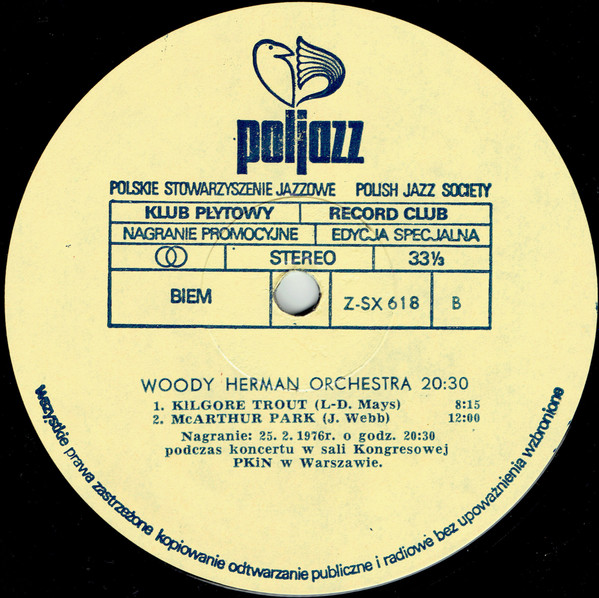 poljazz
POLSKIE STOWARZYSZENIE JAZZOWE POLISH JAZZ SOCIETY
KLUB PŁYTOWY RECORD CLUB
NAGRANIE PROMOCYJNE EDYCJA SPECJALNA
STEREO 33⅓
BIEM Z-SX 618 B
WOODY HERMAN ORCHESTRA 20:30
1. KILGORE TROUT (L-D. Mays) 8:15
2. McARTHUR PARK (J. Webb) 12:00
Nagranie: 25. 2. 1976r. o godz. 20:30
podczas koncertu w sali Kongresowej
PKiN w Warszawie.
wszystkie prawa zastrzeżone kopiowanie odtwarzanie publiczne i radiowe bez upoważnienia wzbronione